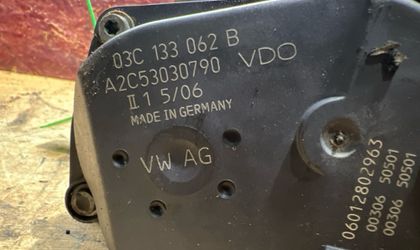 03C 133 062 B
VDO
A2C53030790
II 1 5/06
MADE IN GERMANY
VW AG
06012802963
00306 50501
00306 50501